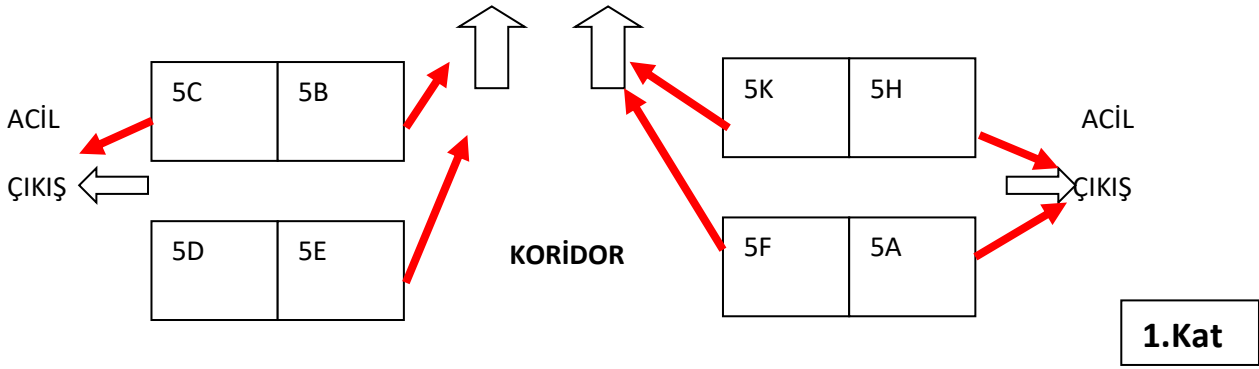 5C 5B 5K 5H
ACİL ACİL
ÇIKIŞ ÇIKIŞ
5D 5E KORİDOR 5F 5A
1.Kat